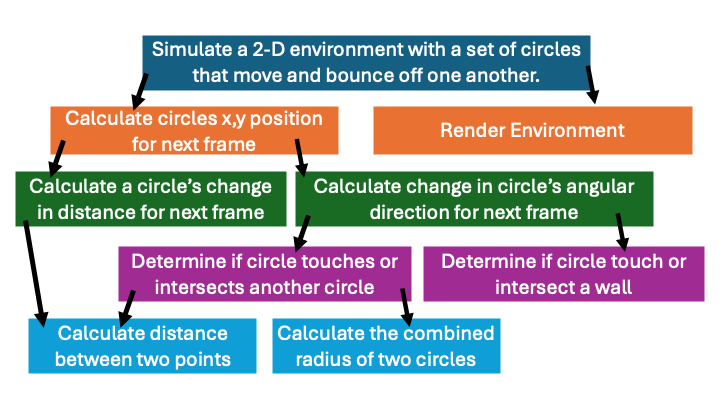 Simulate a 2-D environment with a set of circles
that move and bounce off one another.
Calculate circles x,y position
for next frame
Render Environment
Calculate a circle’s change
in distance for next frame
Calculate change in circle’s angular
direction for next frame
Determine if circle touches or
intersects another circle
Determine if circle touch or
intersect a wall
Calculate distance
between two points
Calculate the combined
radius of two circles